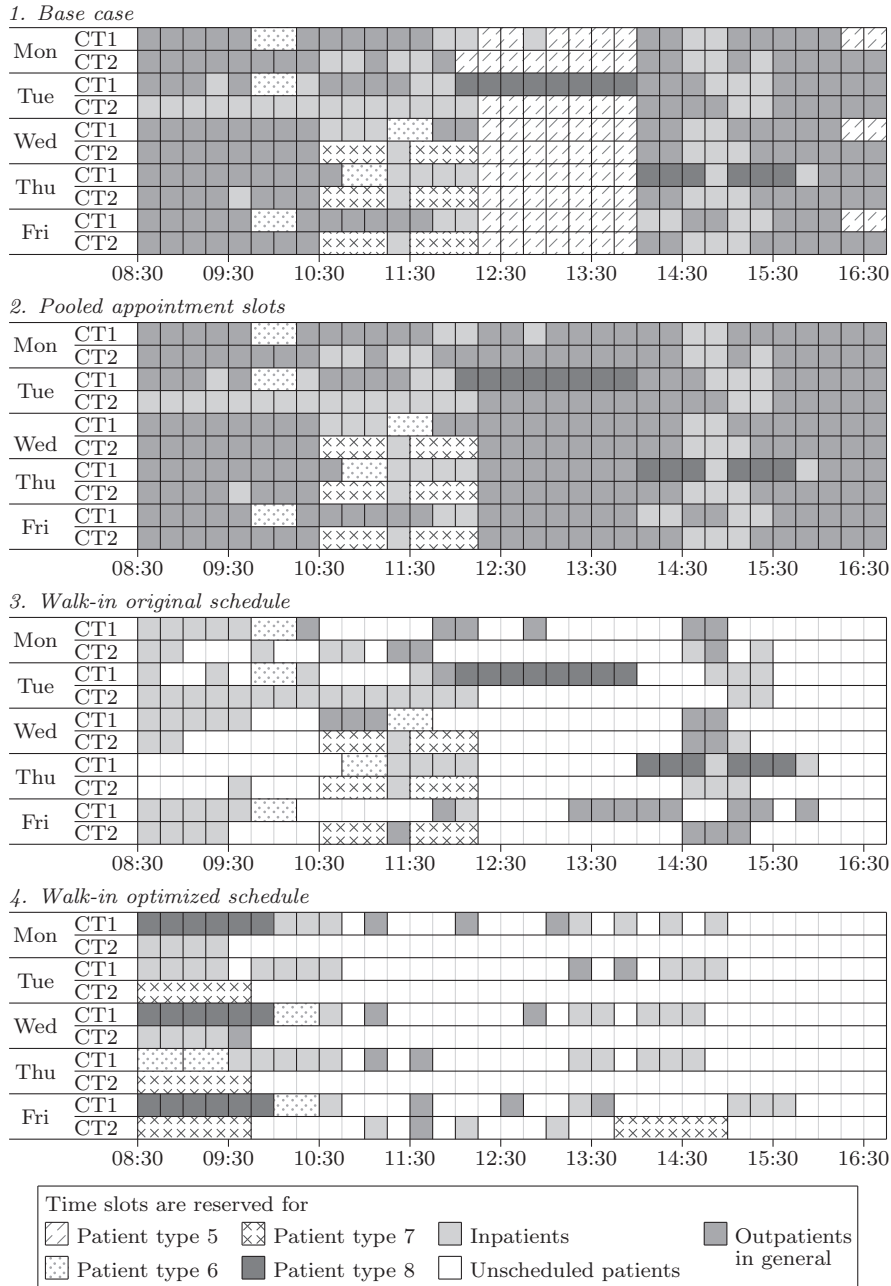 1. Base case
Mon CT1
CT2
Tue CT1
CT2
Wed CT1
CT2
Thu CT1
CT2
Fri CT1
CT2
08:30 09:30 10:30 11:30 12:30 13:30 14:30 15:30 16:30
2. Pooled appointment slots
Mon CT1
CT2
Tue CT1
CT2
Wed CT1
CT2
Thu CT1
CT2
Fri CT1
CT2
08:30 09:30 10:30 11:30 12:30 13:30 14:30 15:30 16:30
3. Walk-in original schedule
Mon CT1
CT2
Tue CT1
CT2
Wed CT1
CT2
Thu CT1
CT2
Fri CT1
CT2
08:30 09:30 10:30 11:30 12:30 13:30 14:30 15:30 16:30
4. Walk-in optimized schedule
Mon CT1
CT2
Tue CT1
CT2
Wed CT1
CT2
Thu CT1
CT2
Fri CT1
CT2
08:30 09:30 10:30 11:30 12:30 13:30 14:30 15:30 16:30
Time slots are reserved for
Patient type 5 Patient type 7 Inpatients Outpatients
in general
Patient type 6 Patient type 8 Unscheduled patients